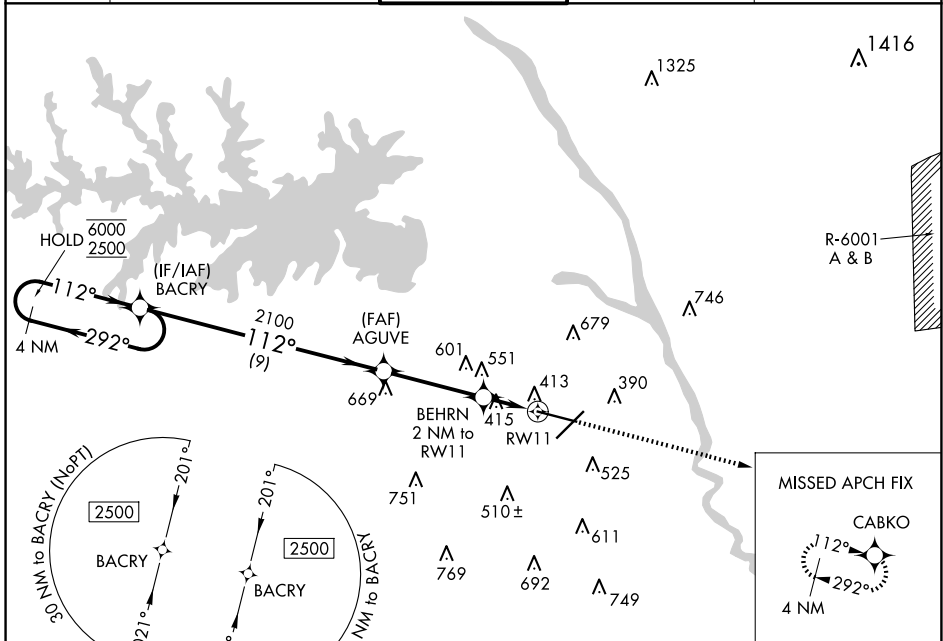 1416
1325
R-6001
A & B
HOLD 6000
2500
(IF/IAF)
BACRY
112°
292°
4 NM
2100
112°
(9)
(FAF)
AGUVE
669
601
551
679
746
413
390
415
BEHRN
2 NM to
RW11
RW11
525
751
510±
611
769
692
749
30 NM to BACRY (NoPT)
2500
201°
BACRY
021°
201°
2500
BACRY
NM to BACRY
MISSED APCH FIX
CABKO
112°
292°
4 NM